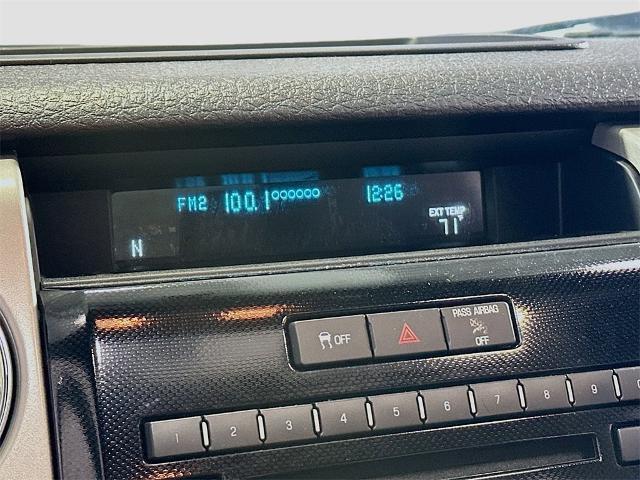 FM2 100.1 12:26
EXT TEMP
N 71°
PASS AIRBAG
OFF OFF
1 2 3 4 5 6 7 8 9 0